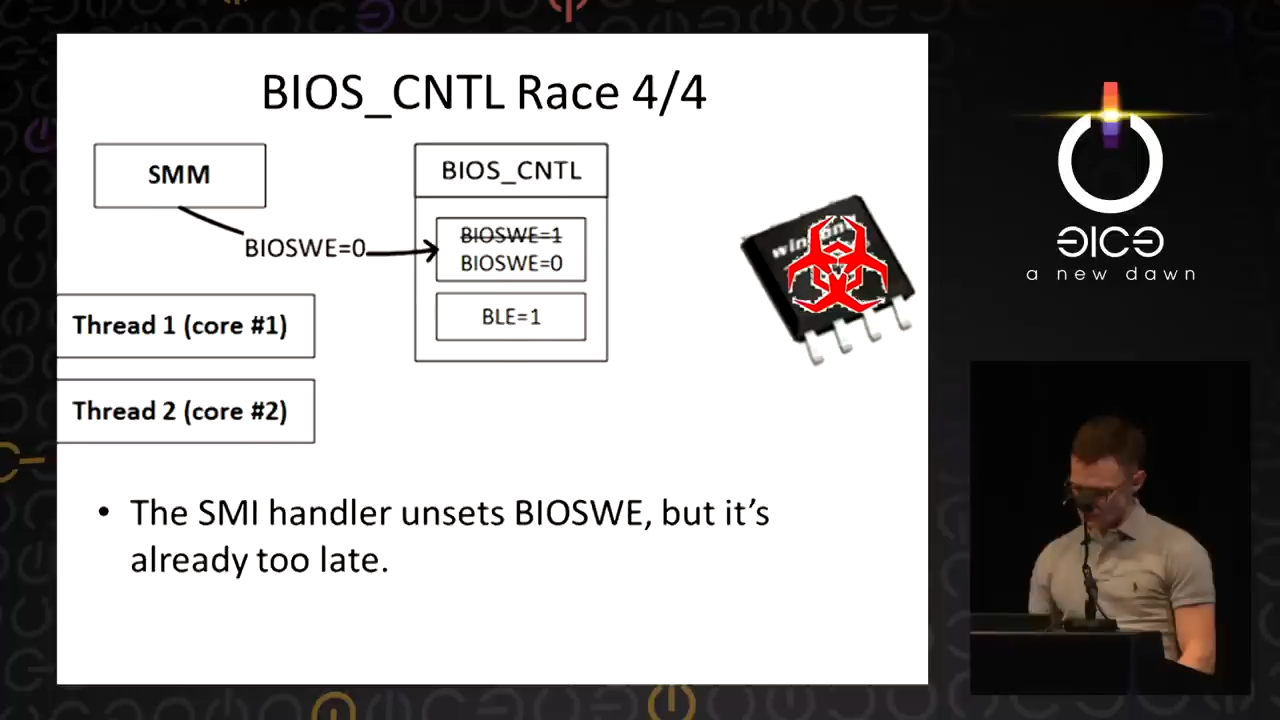 BIOS_CNTL Race 4/4
SMM
BIOS_CNTL
BIOSWE=1
BIOSWE=0
BIOSWE=0
BLE=1
Thread 1 (core #1)
Thread 2 (core #2)
• The SMI handler unsets BIOSWE, but it's
already too late.
a new dawn